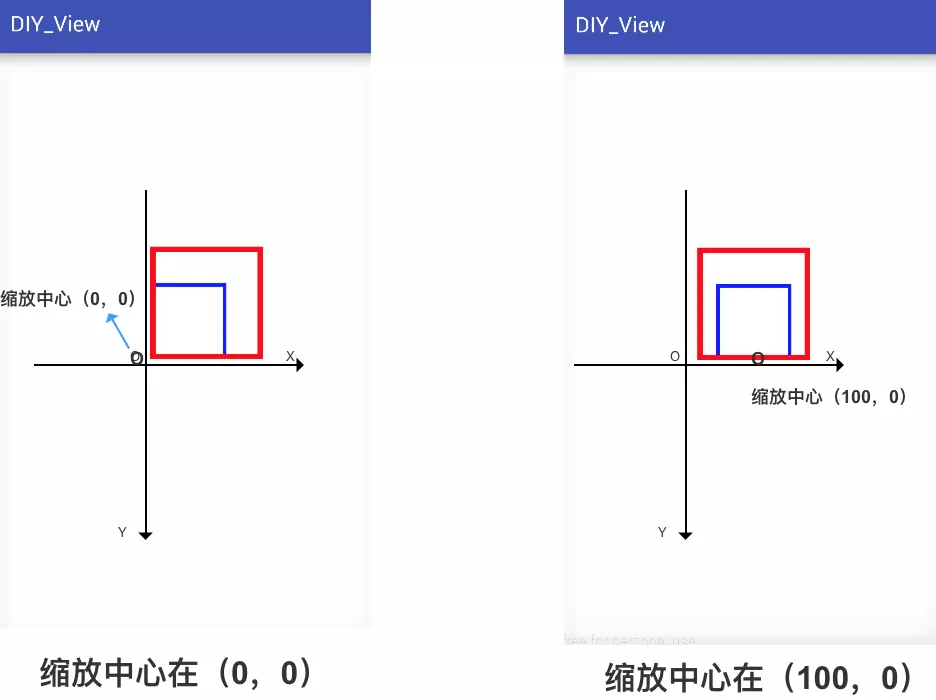 DIY_View
缩放中心（0，0）
O
X
Y
缩放中心在（0，0）
DIY_View
O
O
X
缩放中心（100，0）
Y
free for personal use
缩放中心在（100，0）